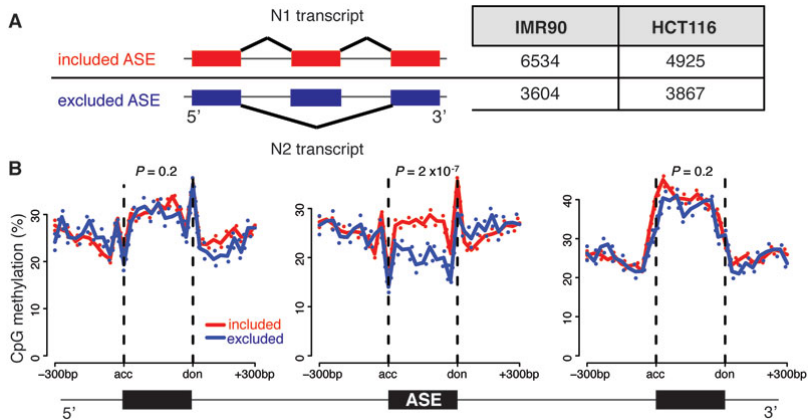 A
N1 transcript
IMR90 HCT116
included ASE 6534 4925
excluded ASE 3604 3867
5' 3'
N2 transcript
B
P = 0.2 P = 2 x10-7 P = 0.2
CpG methylation (%)
0 10 20 30
0 10 20 30
0 10 20 30 40
included
excluded
−300bp acc don +300bp −300bp acc don +300bp −300bp acc don +300bp
5' ASE 3'